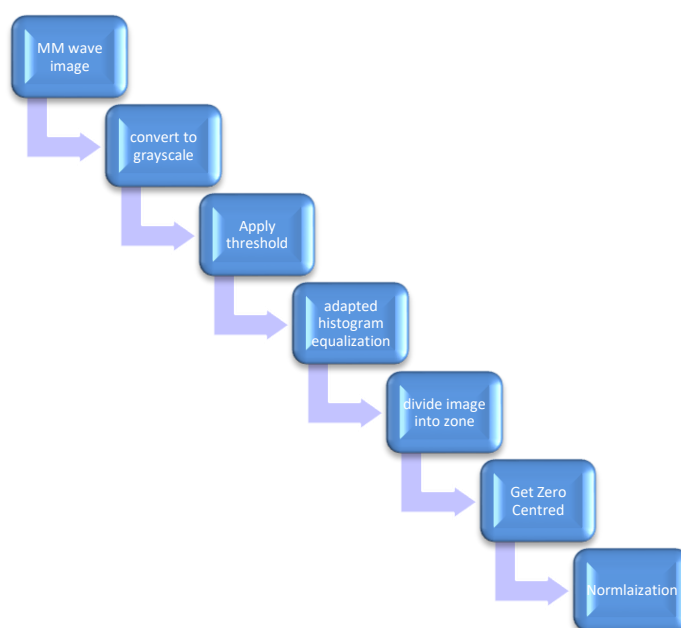 MM wave
image
convert to
grayscale
Apply
threshold
adapted
histogram
equalization
divide image
into zone
Get Zero
Centred
Normlaization